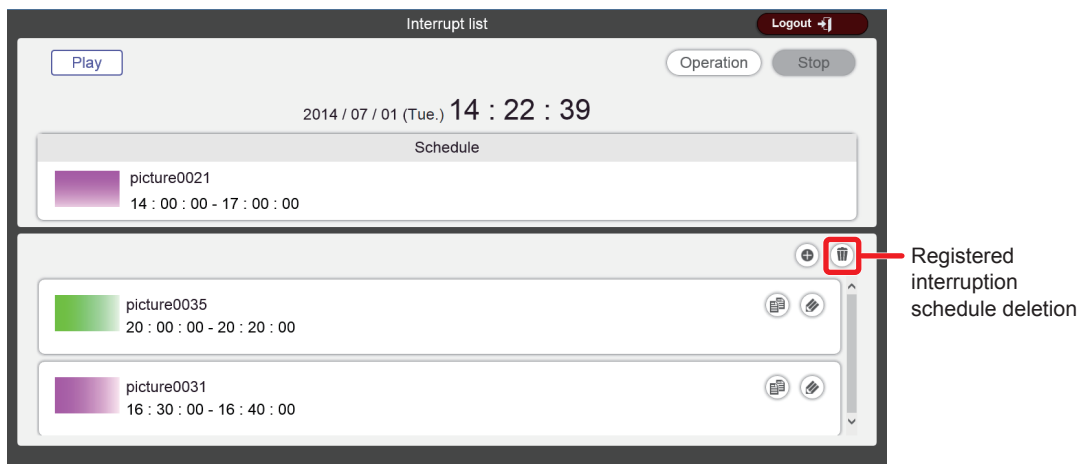 Interrupt list
Logout
Play
Operation
Stop
2014 / 07 / 01 (Tue.) 14 : 22 : 39
Schedule
picture0021
14 : 00 : 00 - 17 : 00 : 00
Registered
interruption
schedule deletion
picture0035
20 : 00 : 00 - 20 : 20 : 00
picture0031
16 : 30 : 00 - 16 : 40 : 00